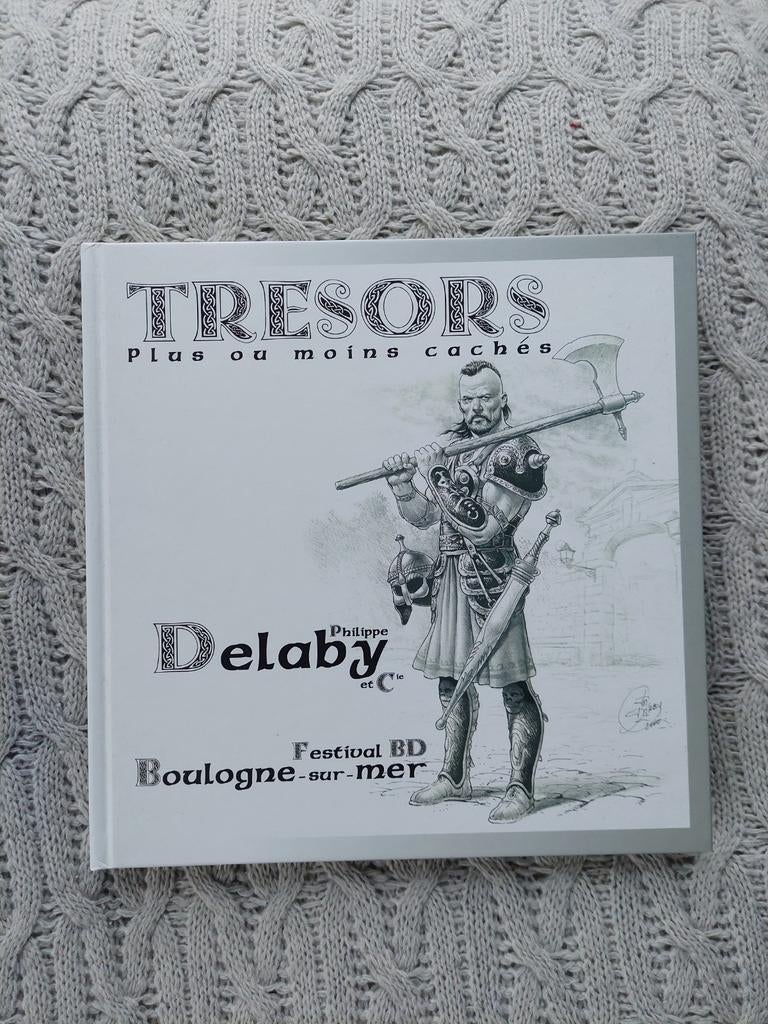 TRESORS
Plus ou moins cachés
Philippe
Delaby
et Cie
Festival BD
Boulogne-sur-mer